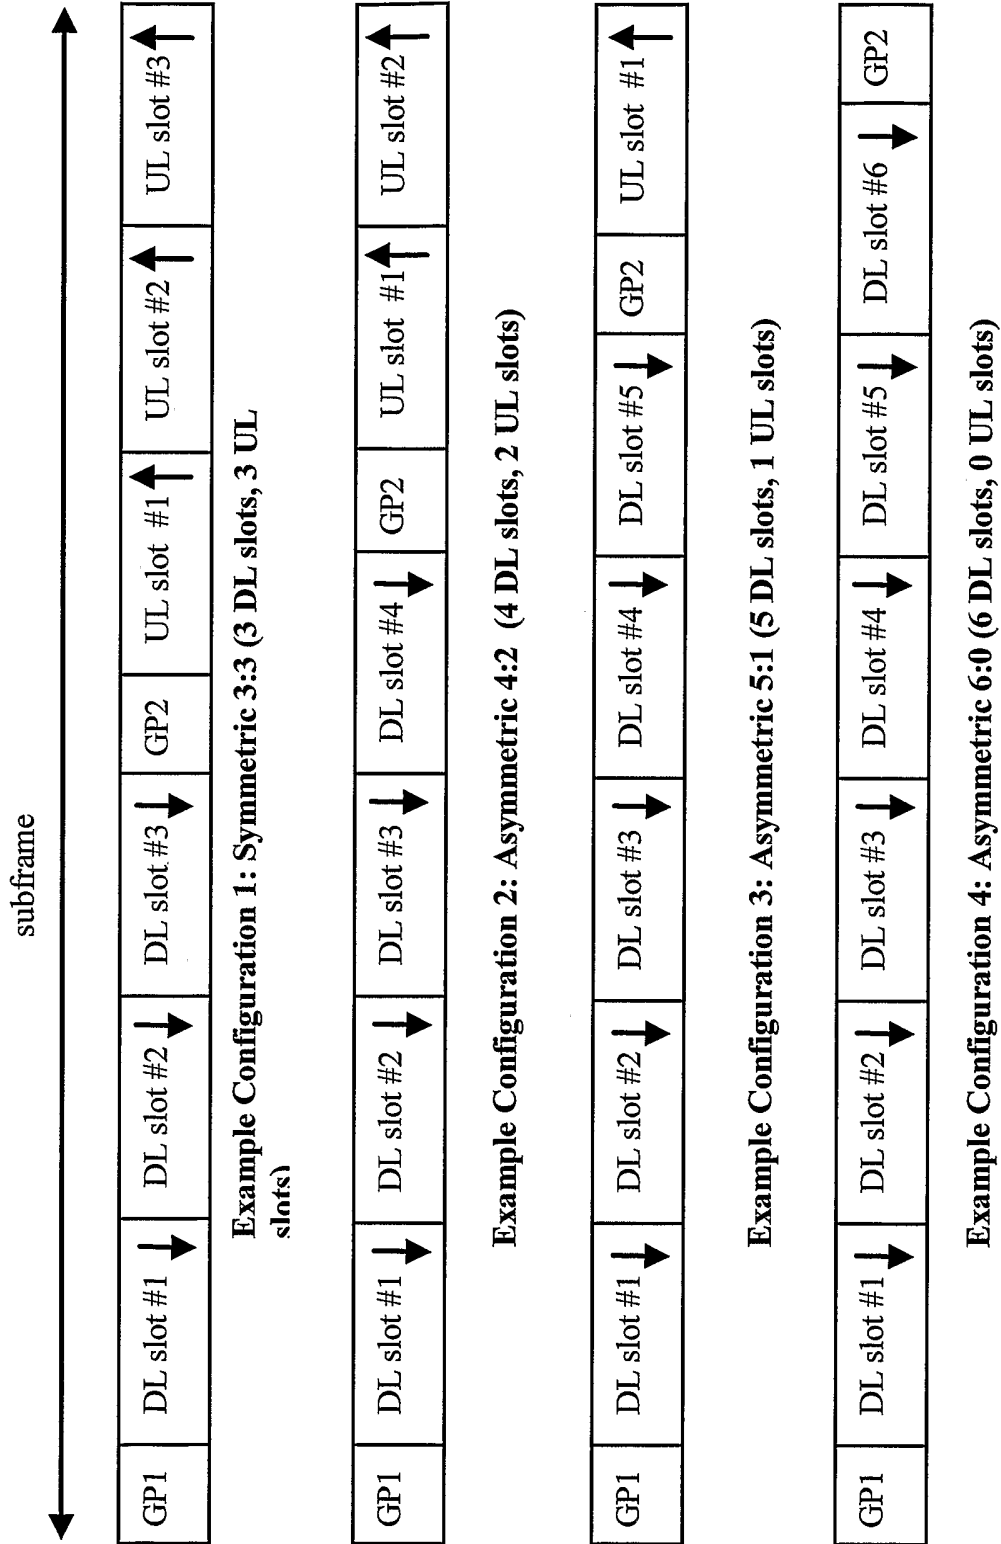 subframe
GP1 DL slot #1 DL slot #2 DL slot #3 GP2 UL slot #1 UL slot #2 UL slot #3
Example Configuration 1: Symmetric 3:3 (3 DL slots, 3 UL
slots)
GP1 DL slot #1 DL slot #2 DL slot #3 DL slot #4 GP2 UL slot #1 UL slot #2
Example Configuration 2: Asymmetric 4:2 (4 DL slots, 2 UL slots)
GP1 DL slot #1 DL slot #2 DL slot #3 DL slot #4 DL slot #5 GP2 UL slot #1
Example Configuration 3: Asymmetric 5:1 (5 DL slots, 1 UL slots)
GP1 DL slot #1 DL slot #2 DL slot #3 DL slot #4 DL slot #5 DL slot #6 GP2
Example Configuration 4: Asymmetric 6:0 (6 DL slots, 0 UL slots)